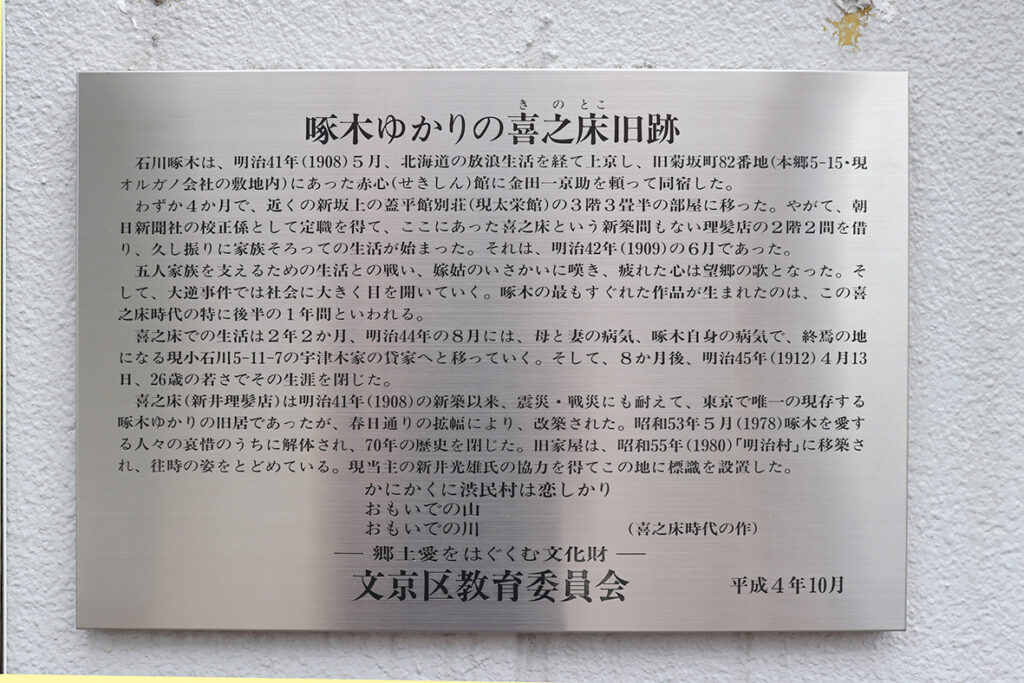 きのとこ
啄木ゆかりの喜之床旧跡
石川啄木は、明治41年(1908)5月、北海道の放浪生活を経て上京し、旧菊坂町82番地(本郷5-15・現
オルガノ会社の敷地内)にあった赤心(せきしん)館に金田一京助を頼って同宿した。
わずか4か月で、近くの新坂上の蓋平館別荘(現太栄館)の3階3畳半の部屋に移った。やがて、朝
日新聞社の校正係として定職を得て、ここにあった喜之床という新築間もない理髪店の2階2間を借
り、久し振りに家族そろっての生活が始まった。それは、明治42年(1909)の6月であった。
五人家族を支えるための生活との戦い、嫁姑のいさかいに嘆き、疲れた心は望郷の歌となった。そ
して、大逆事件では社会に大きく目を開いていく。啄木の最もすぐれた作品が生まれたのは、この喜
之床時代の特に後半の1年間といわれる。
喜之床での生活は2年2か月、明治44年の8月には、母と妻の病気、啄木自身の病気で、終焉の地
になる現小石川5-11-7の宇津木家の貸家へと移っていく。そして、8か月後、明治45年(1912)4月13
日、26歳の若さでその生涯を閉じた。
喜之床(新井理髪店)は明治41年(1908)の新築以来、震災・戦災にも耐えて、東京で唯一の現存する
啄木ゆかりの旧居であったが、春日通りの拡幅により、改築された。昭和53年5月(1978)啄木を愛す
る人々の哀惜のうちに解体され、70年の歴史を閉じた。旧家屋は、昭和55年(1980)「明治村」に移築さ
れ、往時の姿をとどめている。現当主の新井光雄氏の協力を得てこの地に標識を設置した。
かにかくに渋民村は恋しかり
おもいでの山
おもいでの川 (喜之床時代の作)
― 郷土愛をはぐくむ文化財 ―
文京区教育委員会 平成4年10月